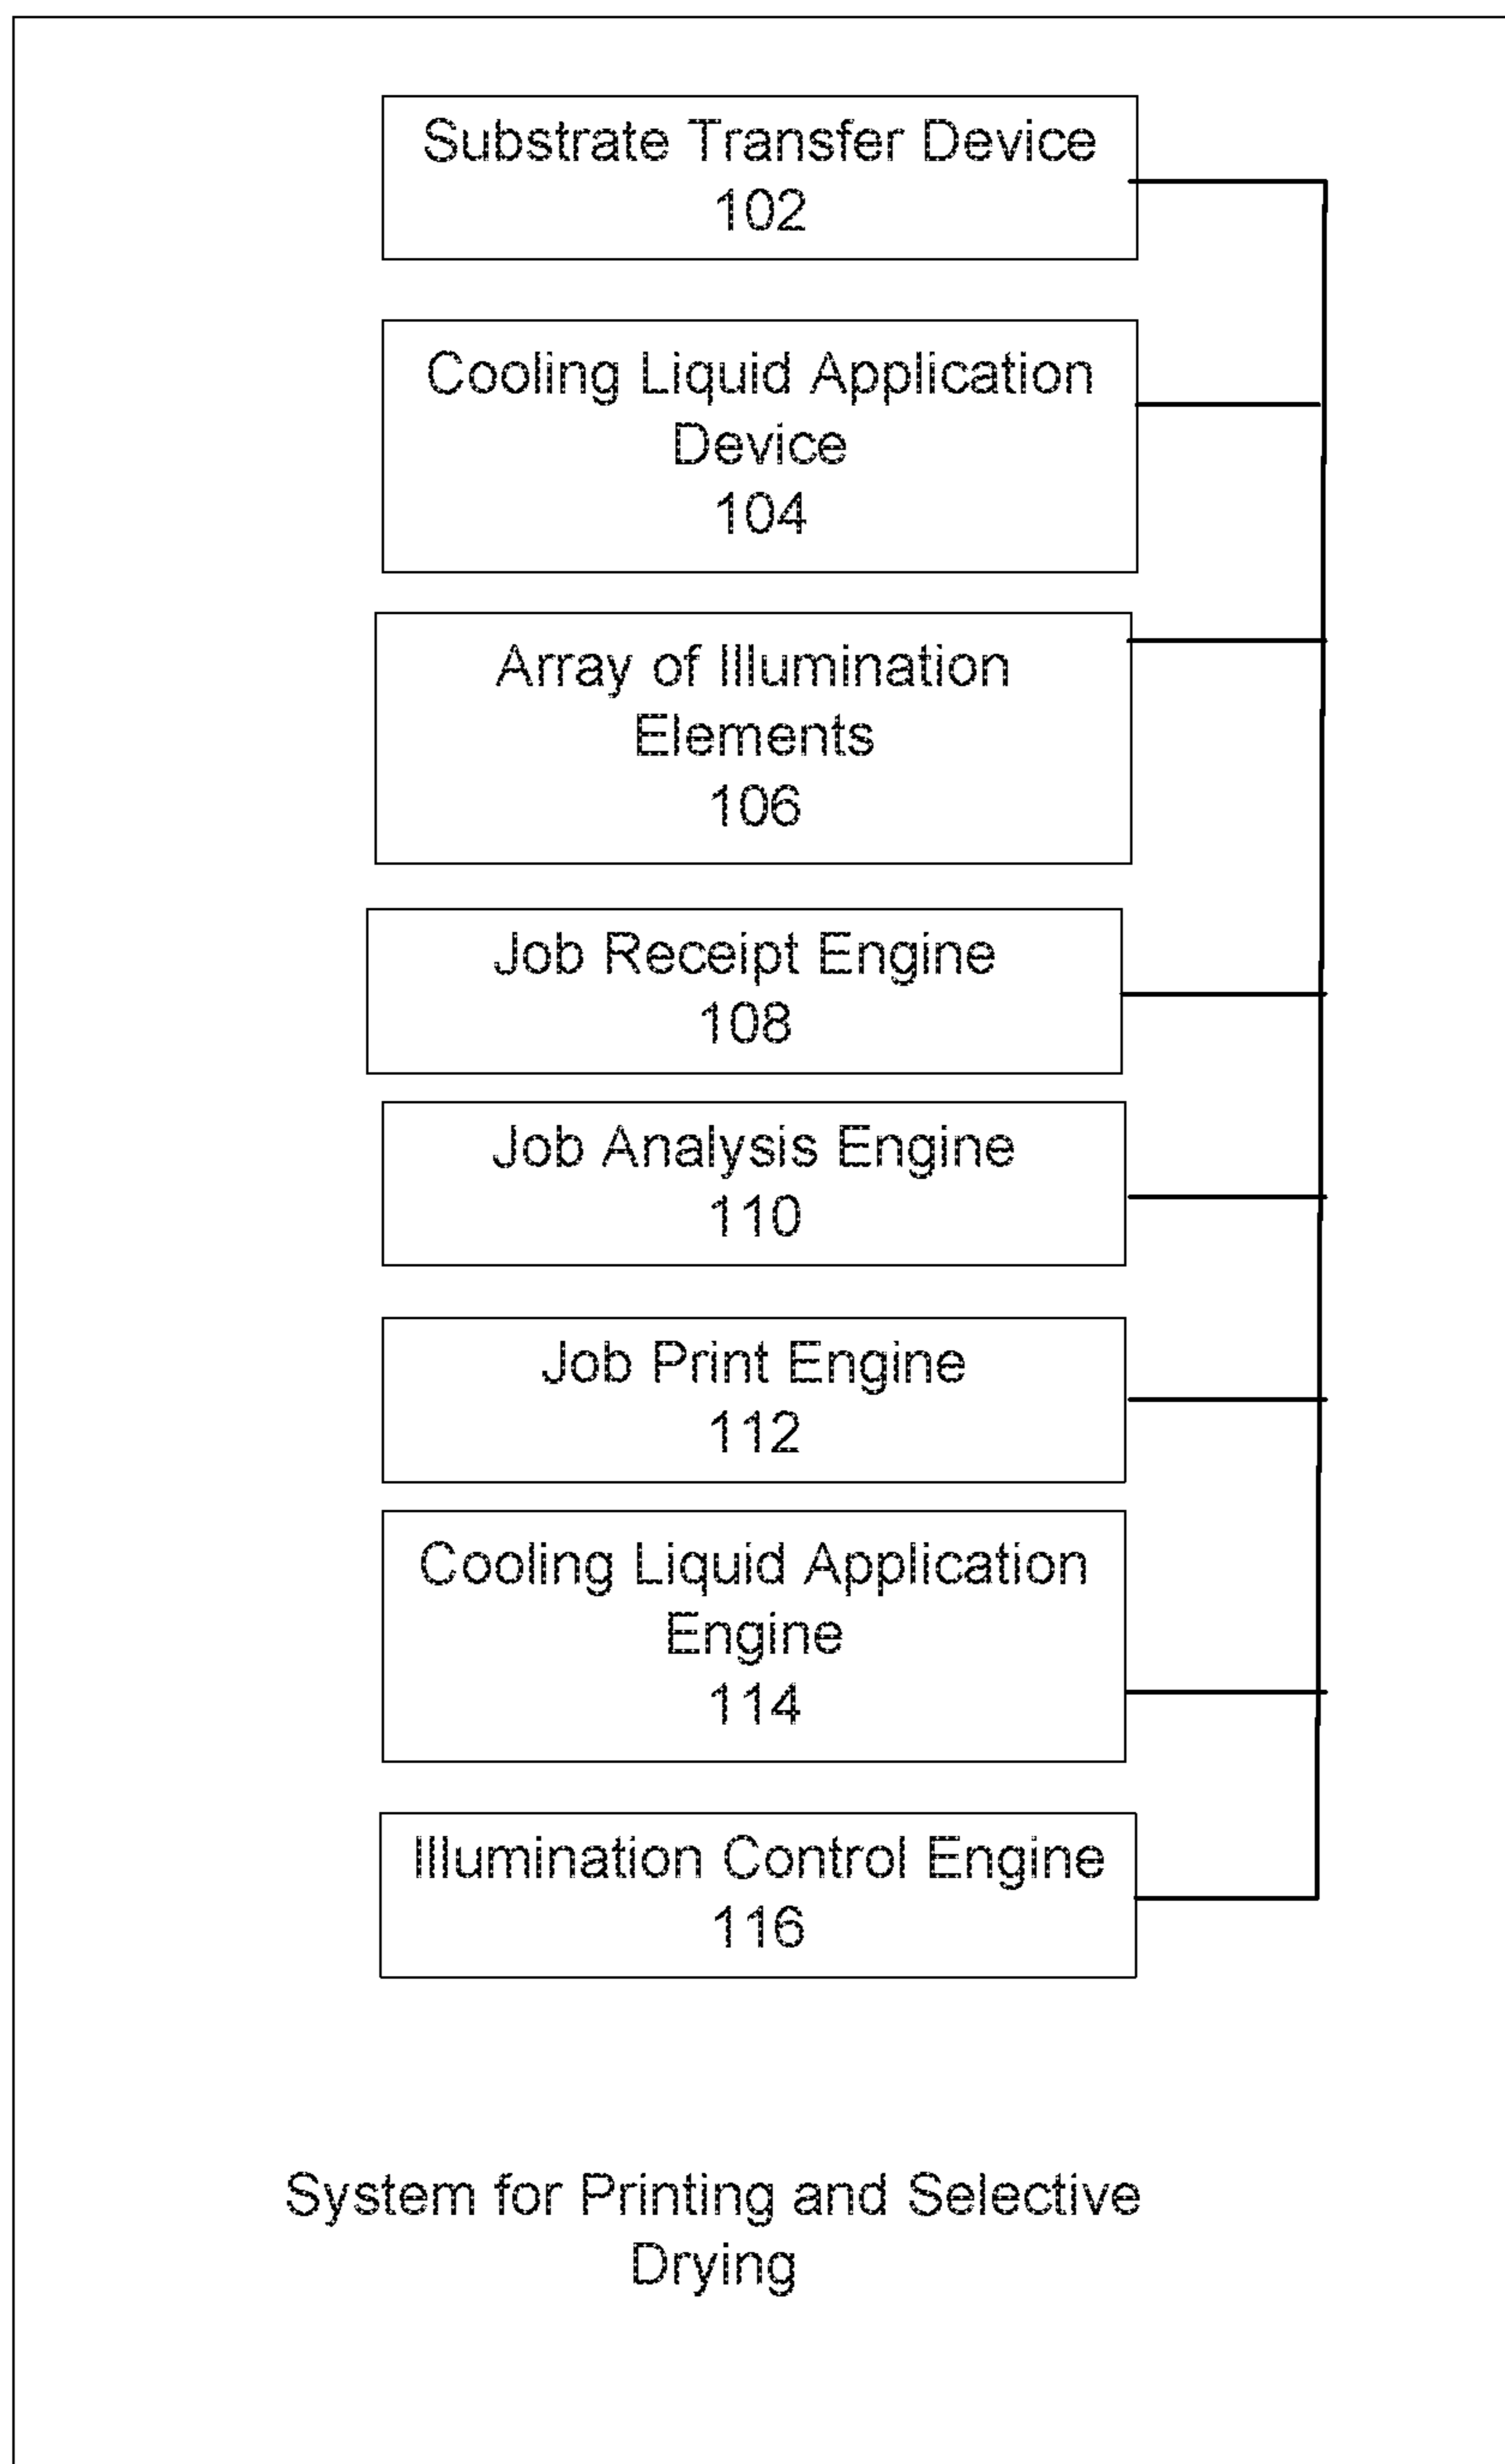 Substrate Transfer Device
102
Cooling Liquid Application
Device
104
Array of Illumination
Elements
106
Job Receipt Engine
108
Job Analysis Engine
110
Job Print Engine
112
Cooling Liquid Application
Engine
114
Illumination Control Engine
116
System for Printing and Selective
Drying